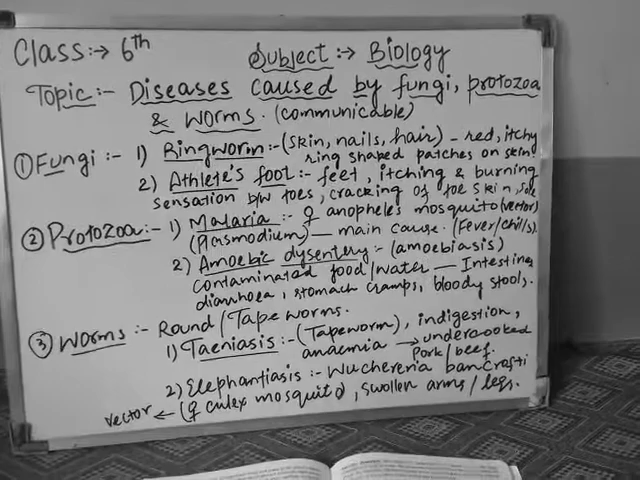 Class:→ 6th Subject:→ Biology
Topic:- Diseases caused by fungi, protozoa
& worms. (communicable)
① Fungi :- 1) Ringworm:-(skin, nails, hair) - red, itchy
ring shaped patches on skin.
2) Athlete's foot:- feet, itching & burning
sensation b/w toes, cracking of toe skin, sole
② Protozoa:- 1) Malaria:- ♀ anopheles mosquito (vector)
(Plasmodium) — main cause. (Fever/chills).
2) Amoebic dysentery:- (amoebiasis)
contaminated food/water — Intestines
diarrhoea, stomach cramps, bloody stools.
③ Worms :- Round/Tapeworms.
1) Taeniasis:-(Tapeworm), indigestion,
anaemia → undercooked
pork/beef.
2) Elephantiasis:- Wuchereria bancrofti
vector ← (♀ culex mosquito), swollen arms/legs.